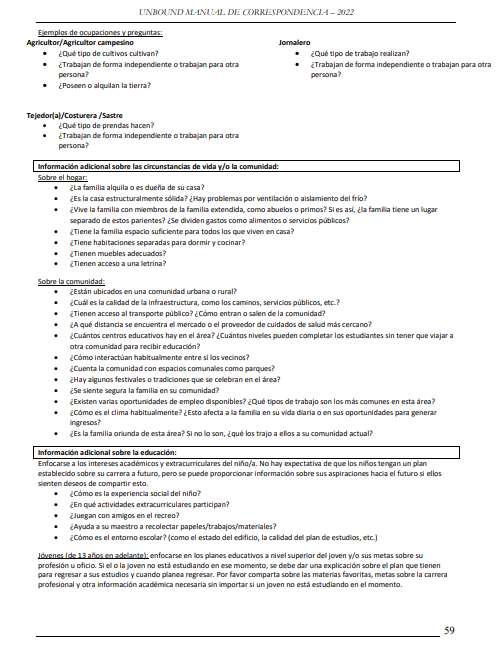 UNBOUND MANUAL DE CORRESPONDENCIA – 2022
Ejemplos de ocupaciones y preguntas:
Agricultor/Agricultor campesino
• ¿Qué tipo de cultivos cultivan?
• ¿Trabajan de forma independiente o trabajan para otra
persona?
• ¿Poseen o alquilan la tierra?
Jornalero
• ¿Qué tipo de trabajo realizan?
• ¿Trabajan de forma independiente o trabajan para otra
persona?
Tejedor(a)/Costurera /Sastre
• ¿Qué tipo de prendas hacen?
• ¿Trabajan de forma independiente o trabajan para otra
persona?
Información adicional sobre las circunstancias de vida y/o la comunidad:
Sobre el hogar:
• ¿La familia alquila o es dueña de su casa?
• ¿Es la casa estructuralmente sólida? ¿Hay problemas por ventilación o aislamiento del frío?
• ¿Vive la familia con miembros de la familia extendida, como abuelos o primos? Si es así, ¿la familia tiene un lugar
separado de estos parientes? ¿Se dividen gastos como alimentos o servicios públicos?
• ¿Tiene la familia espacio suficiente para todos los que viven en casa?
• ¿Tiene habitaciones separadas para dormir y cocinar?
• ¿Tienen muebles adecuados?
• ¿Tienen acceso a una letrina?
Sobre la comunidad:
• ¿Están ubicados en una comunidad urbana o rural?
• ¿Cuál es la calidad de la infraestructura, como los caminos, servicios públicos, etc.?
• ¿Tienen acceso al transporte público? ¿Cómo entran o salen de la comunidad?
• ¿A qué distancia se encuentra el mercado o el proveedor de cuidados de salud más cercano?
• ¿Cuántos centros educativos hay en el área? ¿Cuántos niveles pueden completar los estudiantes sin tener que viajar a
otra comunidad para recibir educación?
• ¿Cómo interactúan habitualmente entre sí los vecinos?
• ¿Cuenta la comunidad con espacios comunales como parques?
• ¿Hay algunos festivales o tradiciones que se celebran en el área?
• ¿Se siente segura la familia en su comunidad?
• ¿Existen varias oportunidades de empleo disponibles? ¿Qué tipos de trabajo son los más comunes en esta área?
• ¿Cómo es el clima habitualmente? ¿Esto afecta a la familia en su vida diaria o en sus oportunidades para generar
ingresos?
• ¿Es la familia oriunda de esta área? Si no lo son, ¿qué los trajo a ellos a su comunidad actual?
Información adicional sobre la educación:
Enfocarse a los intereses académicos y extracurriculares del niño/a. No hay expectativa de que los niños tengan un plan
establecido sobre su carrera a futuro, pero se puede proporcionar información sobre sus aspiraciones hacia el futuro si ellos
sienten deseos de compartir esto.
• ¿Cómo es la experiencia social del niño?
• ¿En qué actividades extracurriculares participan?
• ¿Juegan con amigos en el recreo?
• ¿Ayuda a su maestro a recolectar papeles/trabajos/materiales?
• ¿Cómo es el entorno escolar? (como el estado del edificio, la calidad del plan de estudios, etc.)
Jóvenes (de 13 años en adelante): enfocarse en los planes educativos a nivel superior del joven y/o sus metas sobre su
profesión u oficio. Si el o la joven no está estudiando en ese momento, se debe dar una explicación sobre el plan que tienen
para regresar a sus estudios y cuando planea regresar. Por favor comparta sobre las materias favoritas, metas sobre la carrera
profesional y otra información académica necesaria sin importar si un joven no está estudiando en el momento.
59